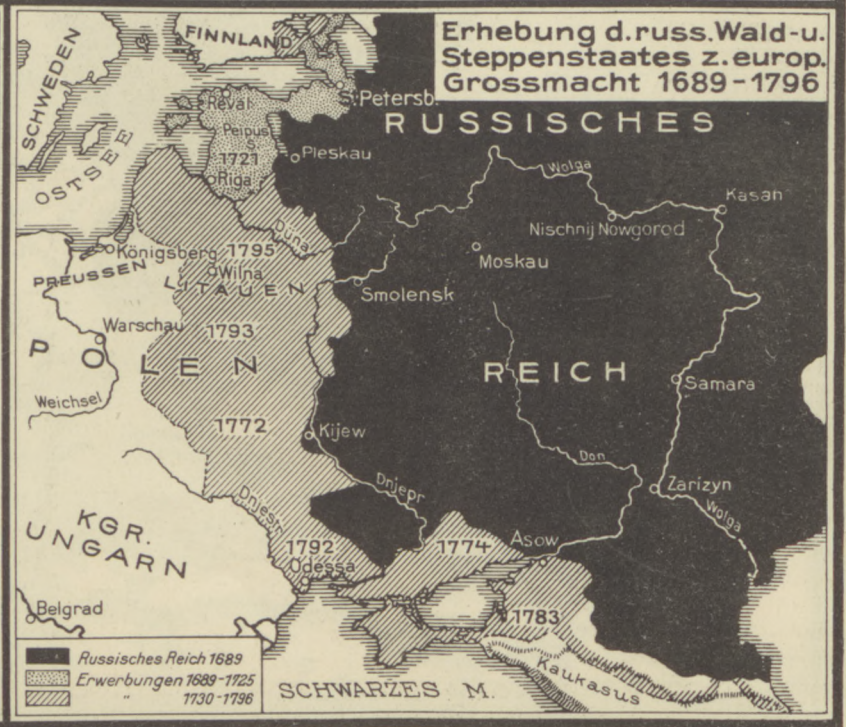 Erhebung d. russ. Wald- u.
Steppenstaates z. europ.
Grossmacht 1689-1796
SCHWEDEN
FINNLAND
OSTSEE
Reval
St. Petersb.
Peipus
S.
1721
Riga
Pleskau
RUSSISCHES
Wolga
Kasan
Nischnij Nowgorod
Moskau
Düna
Königsberg
1795
Wilna
PREUSSEN
LITAUEN
Smolensk
Warschau
1793
POLEN
REICH
Samara
Weichsel
1772
Kijew
Don
Dnjepr
Zarizyn
Wolga
Dnjestr
KGR.
UNGARN
1792
Odessa
1774
Asow
1783
Belgrad
Kaukasus
SCHWARZES M.
Russisches Reich 1689
Erwerbungen 1689-1725
" 1730-1796